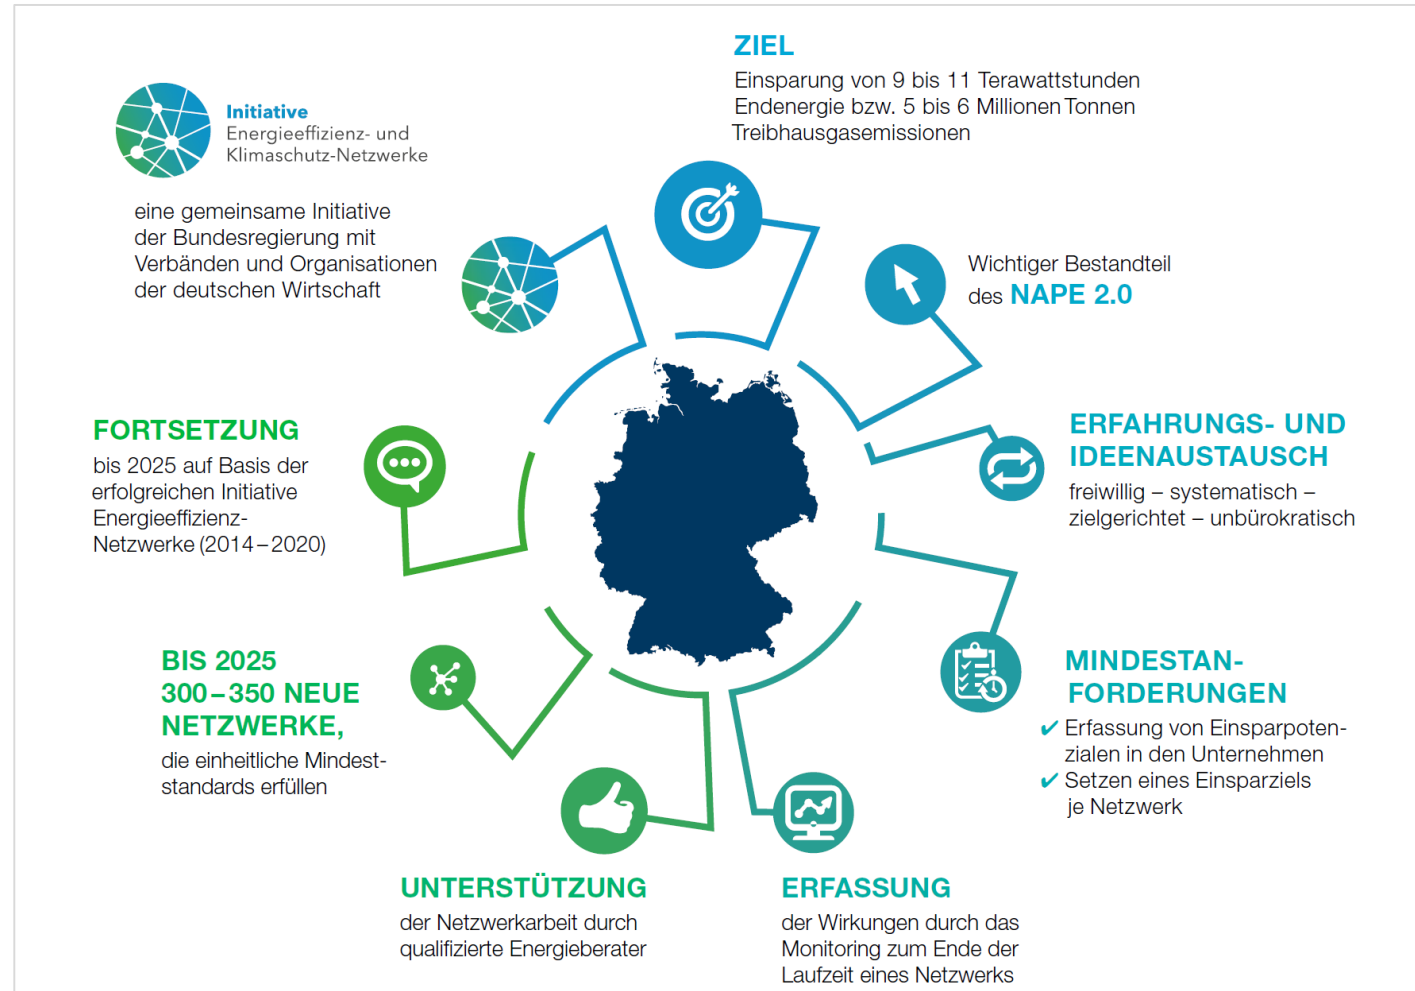 Initiative
Energieeffizienz- und
Klimaschutz-Netzwerke
eine gemeinsame Initiative
der Bundesregierung mit
Verbänden und Organisationen
der deutschen Wirtschaft
ZIEL
Einsparung von 9 bis 11 Terawattstunden
Endenergie bzw. 5 bis 6 Millionen Tonnen
Treibhausgasemissionen
Wichtiger Bestandteil
des NAPE 2.0
ERFAHRUNGS- UND
IDEENAUSTAUSCH
freiwillig – systematisch –
zielgerichtet – unbürokratisch
MINDESTAN-
FORDERUNGEN
✔ Erfassung von Einsparpoten-
zialen in den Unternehmen
✔ Setzen eines Einsparziels
je Netzwerk
ERFASSUNG
der Wirkungen durch das
Monitoring zum Ende der
Laufzeit eines Netzwerks
UNTERSTÜTZUNG
der Netzwerkarbeit durch
qualifizierte Energieberater
BIS 2025
300–350 NEUE
NETZWERKE,
die einheitliche Mindest-
standards erfüllen
FORTSETZUNG
bis 2025 auf Basis der
erfolgreichen Initiative
Energieeffizienz-
Netzwerke (2014–2020)